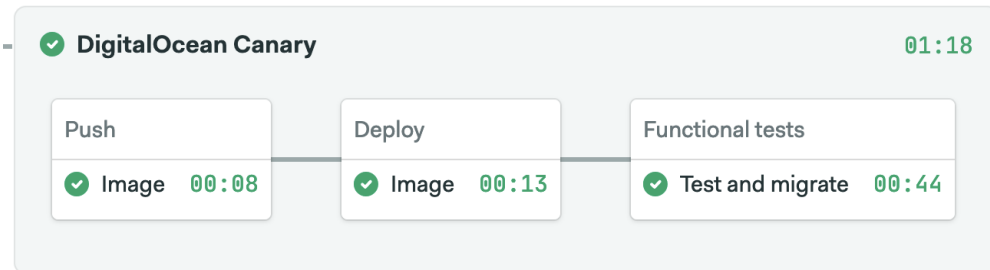 DigitalOcean Canary 01:18
Push
Image 00:08
Deploy
Image 00:13
Functional tests
Test and migrate 00:44